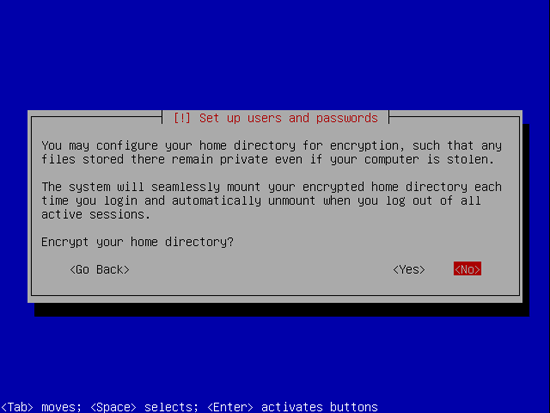 [!] Set up users and passwords
You may configure your home directory for encryption, such that any
files stored there remain private even if your computer is stolen.
The system will seamlessly mount your encrypted home directory each
time you login and automatically unmount when you log out of all
active sessions.
Encrypt your home directory?
<Go Back> <Yes> <No>
<Tab> moves; <Space> selects; <Enter> activates buttons